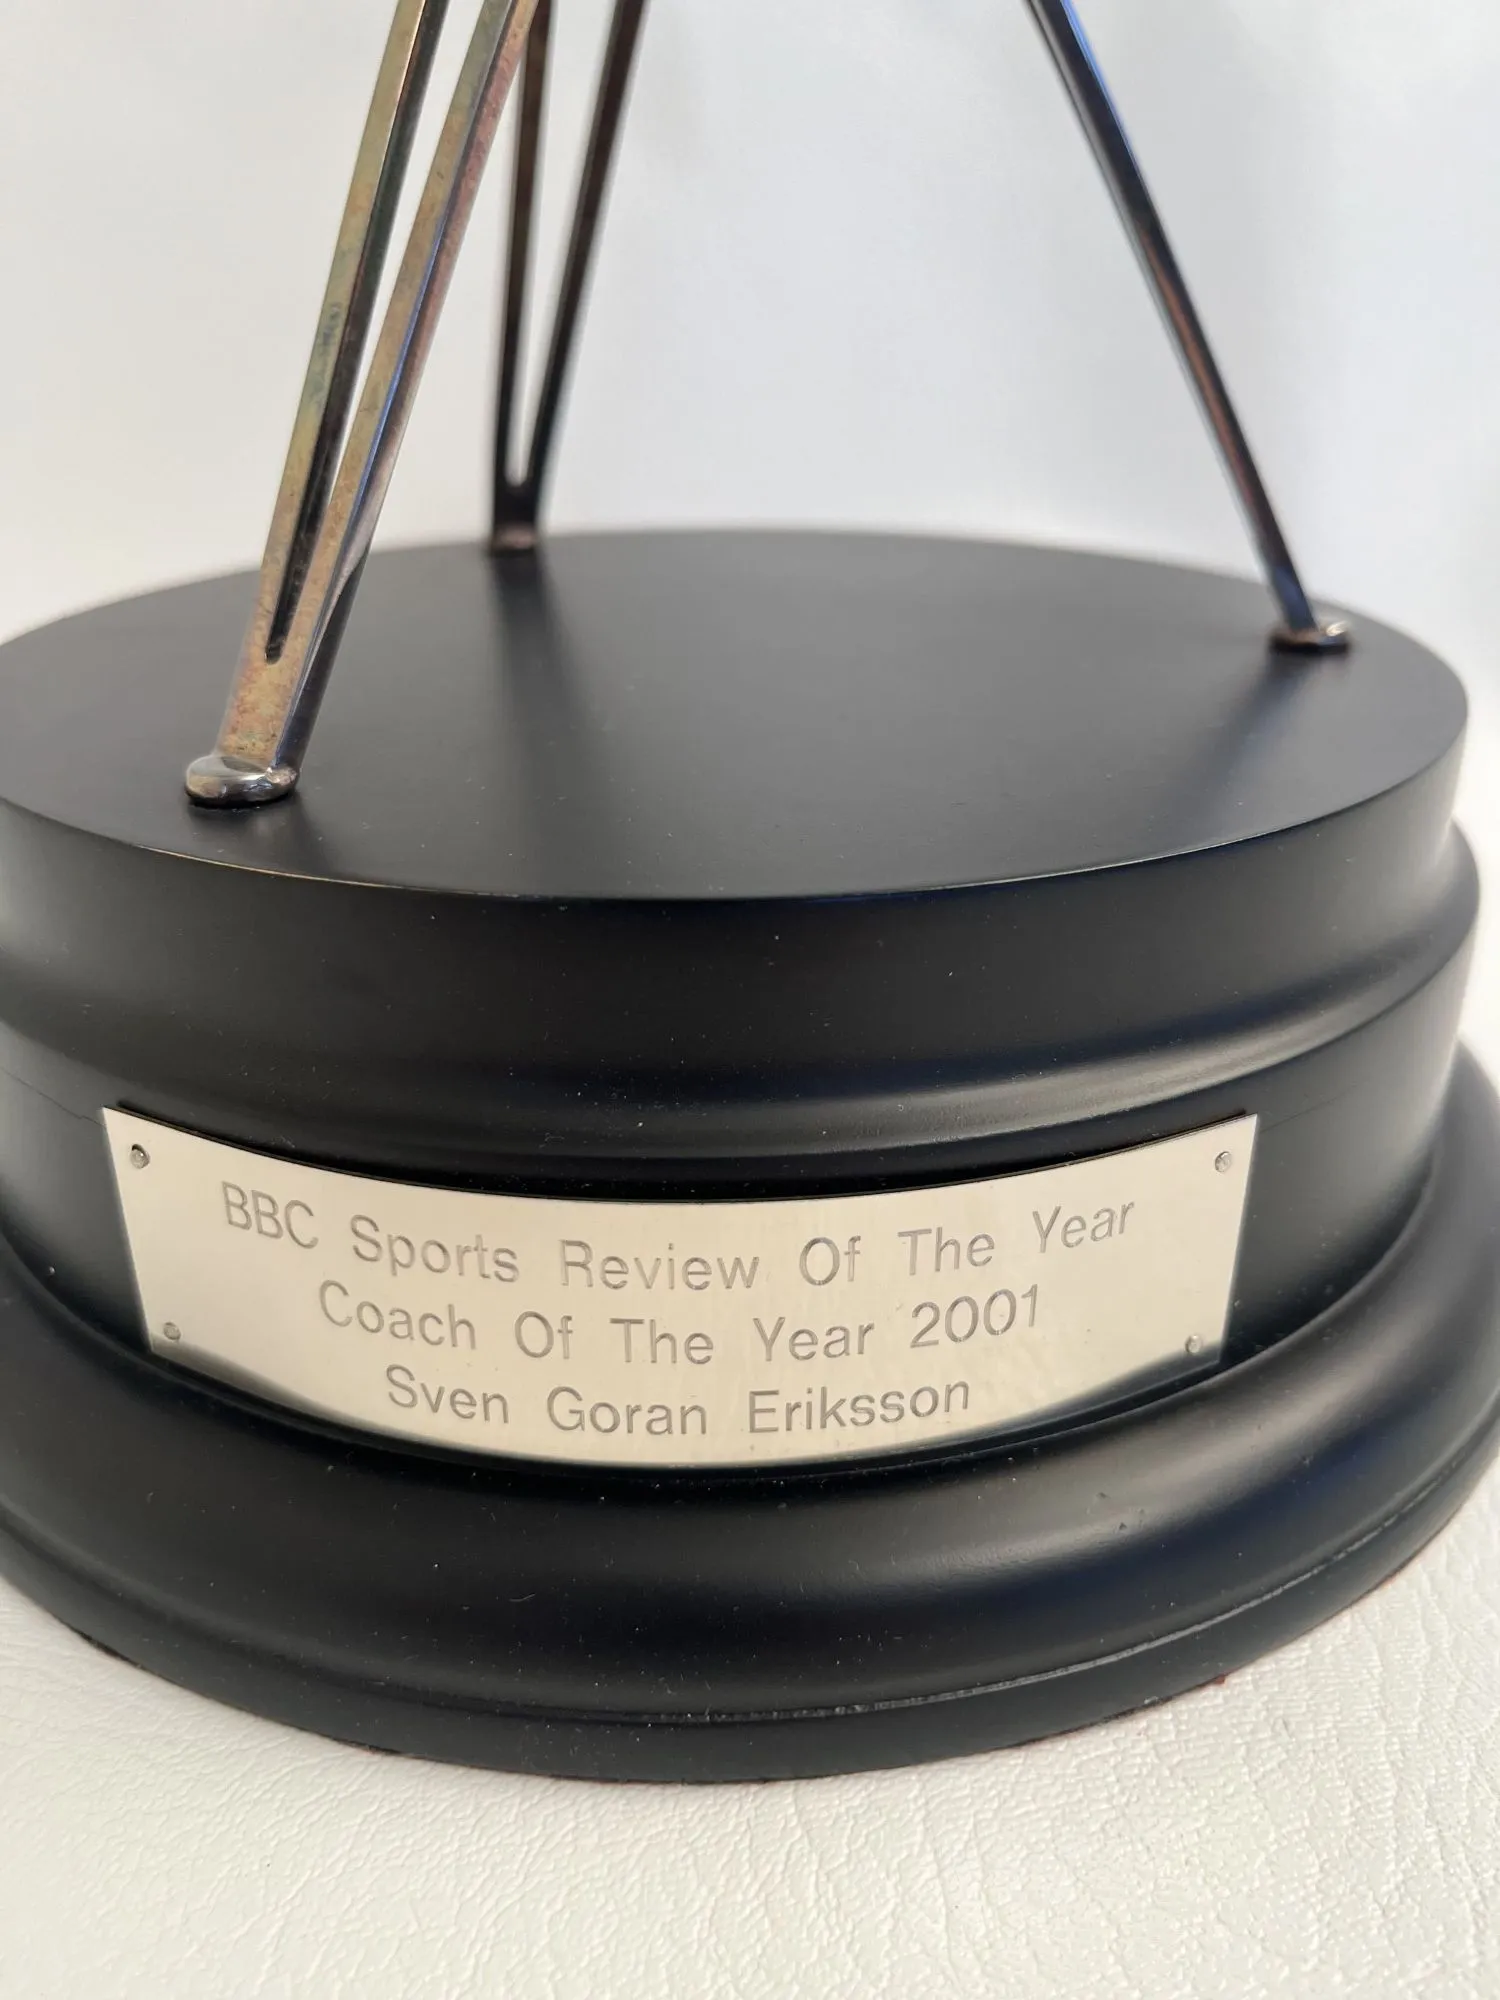 BBC Sports Review Of The Year
Coach Of The Year 2001
Sven Goran Eriksson